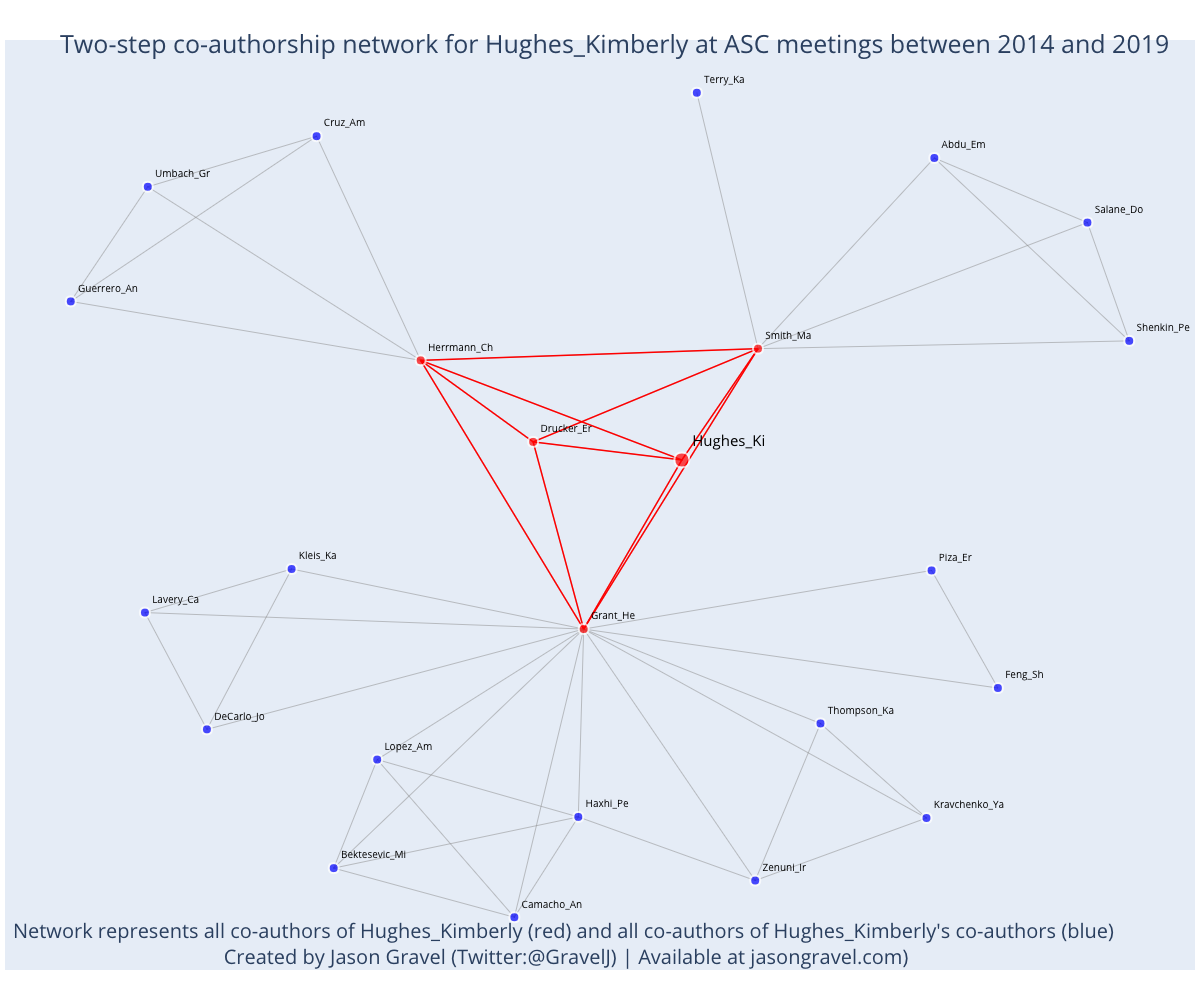 Two-step co-authorship network for Hughes_Kimberly at ASC meetings between 2014 and 2019
Terry_Ka
Cruz_Am
Abdu_Em
Umbach_Gr
Salane_Do
Guerrero_An
Shenkin_Pe
Smith_Ma
Herrmann_Ch
Drucker_Er
Hughes_Ki
Kleis_Ka
Piza_Er
Lavery_Ca
Grant_He
Feng_Sh
DeCarlo_Jo
Thompson_Ka
Lopez_Am
Haxhi_Pe
Kravchenko_Ya
Bektesevic_Mi
Zenuni_Ir
Camacho_An
Network represents all co-authors of Hughes_Kimberly (red) and all co-authors of Hughes_Kimberly's co-authors (blue)
Created by Jason Gravel (Twitter:@GravelJ) | Available at jasongravel.com)